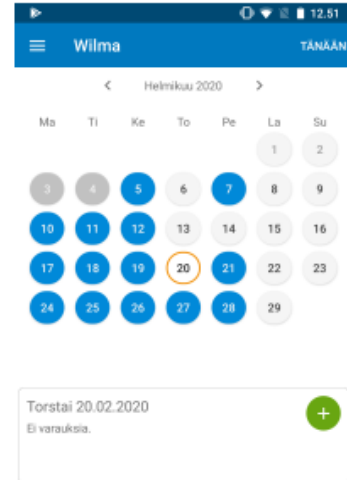 12.51
Wilma TÄNÄÄN
Helmikuu 2020
Ma Ti Ke To Pe La Su
1 2
3 4 5 6 7 8 9
10 11 12 13 14 15 16
17 18 19 20 21 22 23
24 25 26 27 28 29
Torstai 20.02.2020
Ei varauksia.